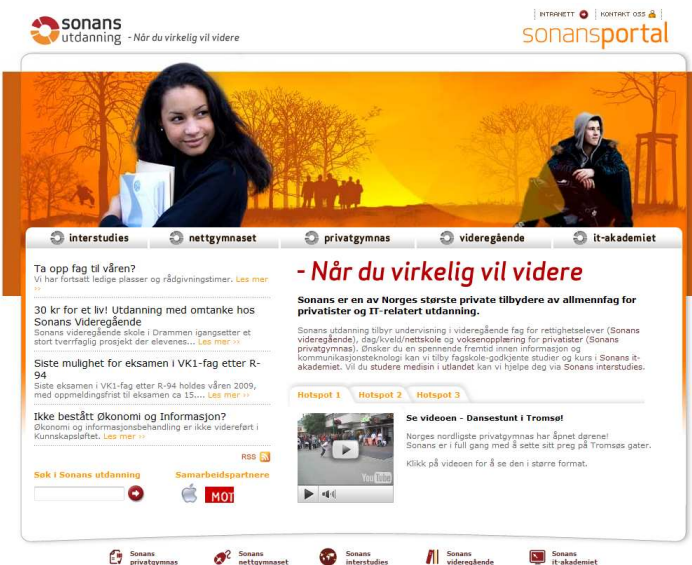 INTRANETT
KONTAKT OSS
sonans
utdanning - Når du virkelig vil videre
sonansportal
interstudies
nettgymnaset
privatgymnas
videregående
it-akademiet
Ta opp fag til våren?
Vi har fortsatt ledige plasser og rådgivningstimer. Les mer
››
30 kr for et liv! Utdanning med omtanke hos
Sonans Videregående
Sonans videregående skole i Drammen igangsetter et
stort tverrfaglig prosjekt der elevenes... Les mer ››
Siste mulighet for eksamen i VK1-fag etter R-
94
Siste eksamen i VK1-fag etter R-94 holdes våren 2009,
med oppmeldingsfrist til eksamen ca 15.... Les mer ››
Ikke bestått Økonomi og Informasjon?
Økonomi og informasjonsbehandling er ikke videreført i
Kunnskapsløftet. Les mer ››
RSS
Søk i Sonans utdanning
Samarbeidspartnere
MOT
- Når du virkelig vil videre
Sonans er en av Norges største private tilbydere av allmennfag for
privatister og IT-relatert utdanning.
Sonans utdanning tilbyr undervisning i videregående fag for rettighetselever (Sonans
videregående), dag/kveld/nettskole og voksenopplæring for privatister (Sonans
privatgymnas). Ønsker du en spennende fremtid innen informasjon og
kommunikasjonsteknologi kan vi tilby fagskole-godkjente studier og kurs i Sonans it-
akademiet. Vil du studere medisin i utlandet kan vi hjelpe deg via Sonans interstudies.
Hotspot 1
Hotspot 2
Hotspot 3
YouTube
Se videoen - Dansestunt i Tromsø!
Norges nordligste privatgymnas har åpnet dørene!
Sonans er i full gang med å sette sitt preg på Tromsøs gater.
Klikk på videoen for å se den i større format.
Sonans
privatgymnas
Sonans
nettgymnaset
Sonans
interstudies
Sonans
videregående
Sonans
it-akademiet